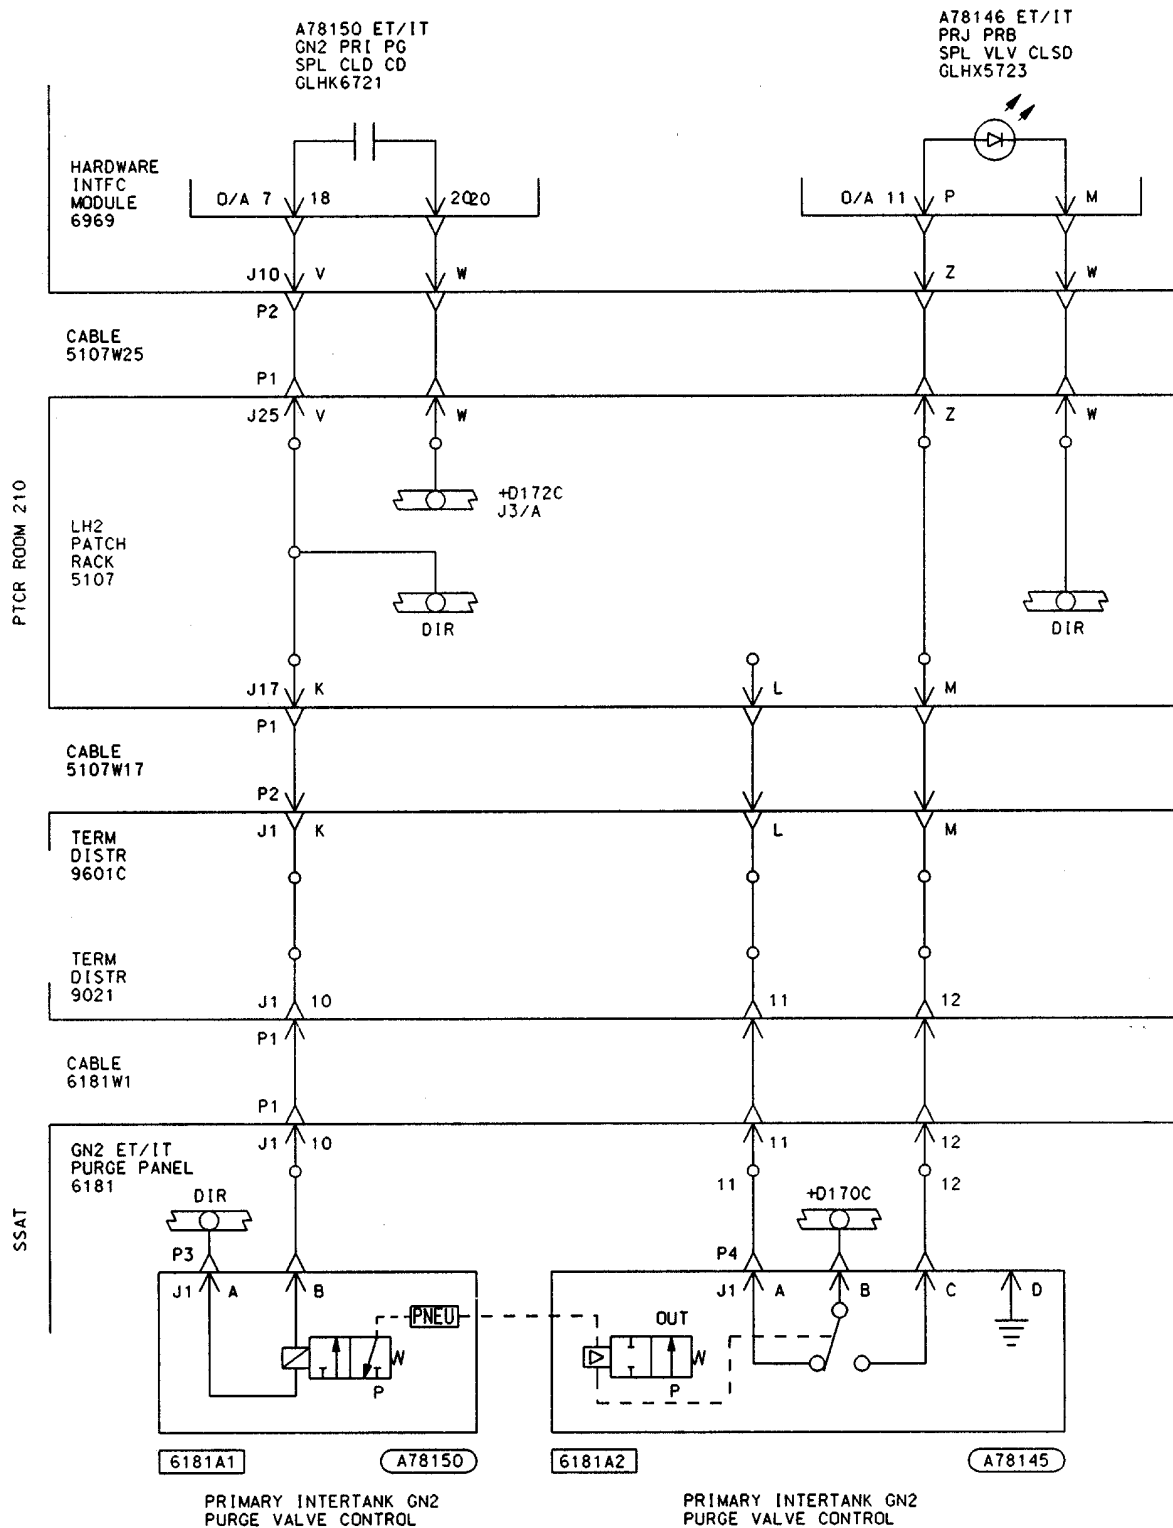 A78150 ET/IT
GN2 PRI PG
SPL CLD CD
GLHK6721
A78146 ET/IT
PRJ PRB
SPL VLV CLSD
GLHX5723
HARDWARE
INTFC
MODULE
6969
O/A 7 18 20 20
O/A 11 P M
J10 V W Z W
P2
CABLE
5107W25
P1
J25 V W Z W
+D172C
J3/A
PTCR ROOM 210
LH2
PATCH
RACK
5107
DIR
DIR
J17 K L M
P1
CABLE
5107W17
P2
J1 K L M
TERM
DISTR
9601C
TERM
DISTR
9021
J1 10 11 12
P1
CABLE
6181W1
P1
J1 10 11 12
GN2 ET/IT
PURGE PANEL
6181
SSAT
DIR
11 +D170C 12
P3 P4
J1 A B J1 A B C D
PNEU
OUT
W W
P P
6181A1 A78150 6181A2 A78145
PRIMARY INTERTANK GN2
PURGE VALVE CONTROL
PRIMARY INTERTANK GN2
PURGE VALVE CONTROL